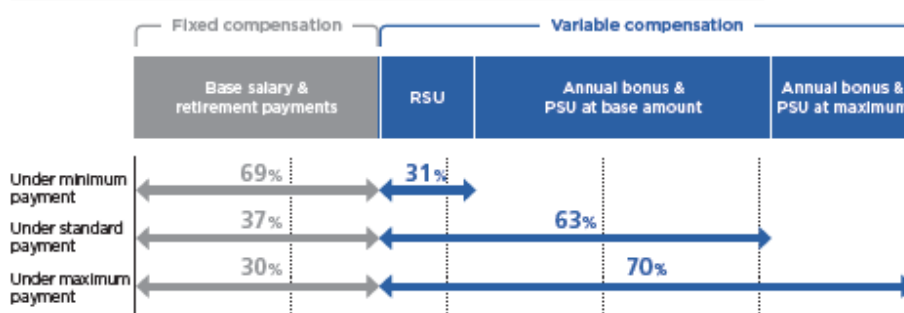 Fixed compensation
Variable compensation
Base salary &
retirement payments
RSU
Annual bonus &
PSU at base amount
Annual bonus &
PSU at maximum
Under minimum
payment
69%
31%
Under standard
payment
37%
63%
Under maximum
payment
30%
70%